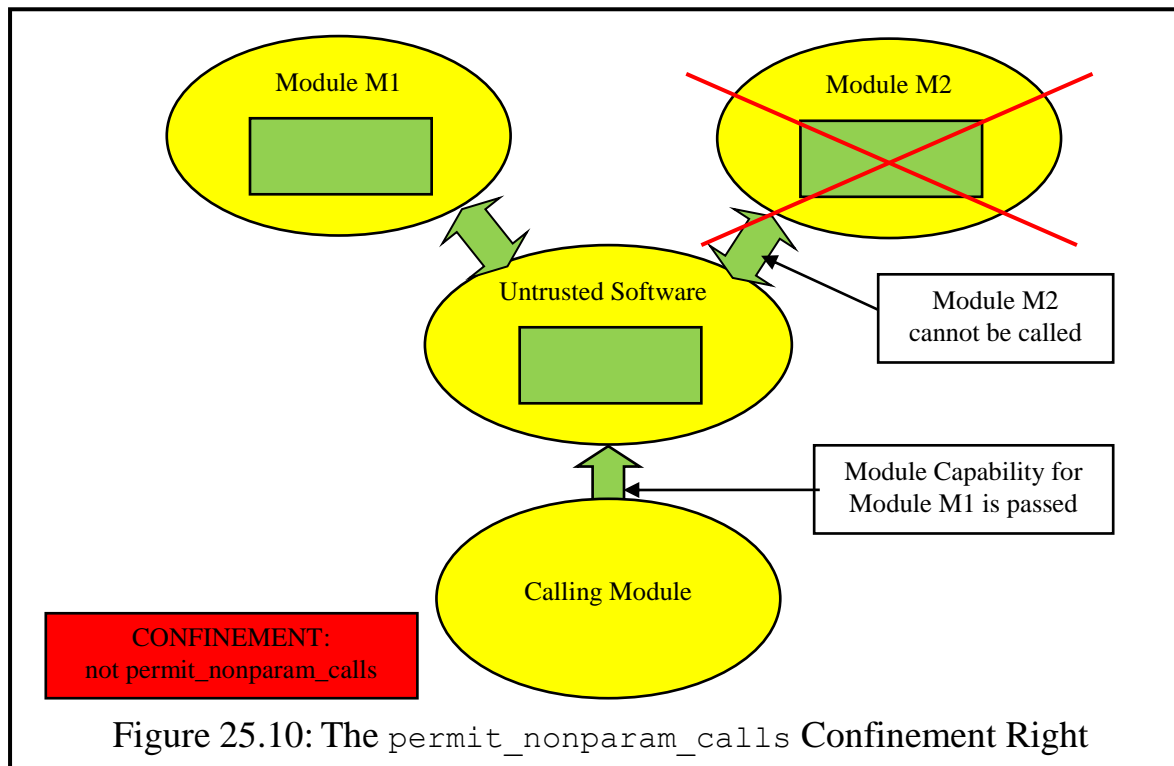 Module M1
Module M2
Untrusted Software
Module M2
cannot be called
Module Capability for
Module M1 is passed
Calling Module
CONFINEMENT:
not permit_nonparam_calls
Figure 25.10: The permit_nonparam_calls Confinement Right